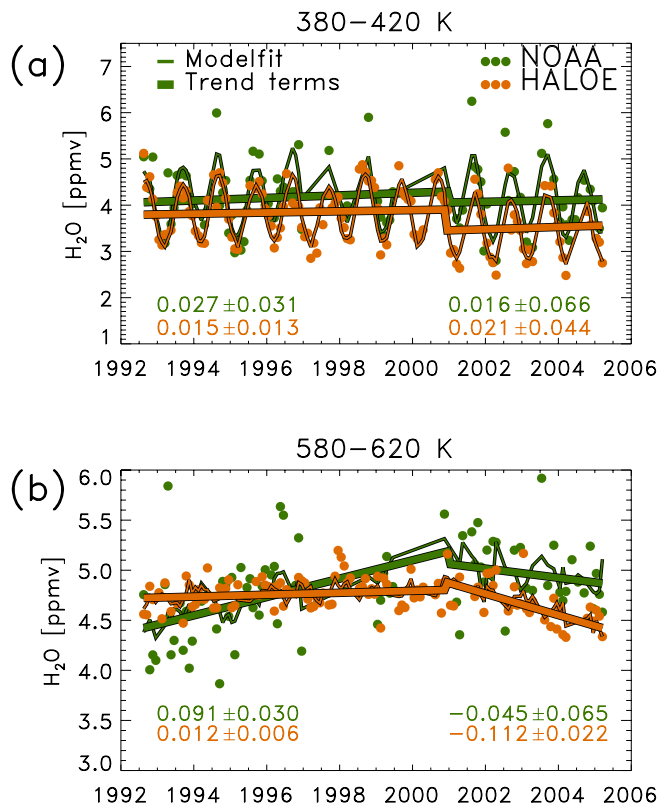 380−420 K
(a)
Modelfit
Trend terms
NOAA
HALOE
H₂O [ppmv]
7
6
5
4
3
2
1
0.027±0.031
0.016±0.066
0.015±0.013
0.021±0.044
1992 1994 1996 1998 2000 2002 2004 2006
580−620 K
(b)
H₂O [ppmv]
6.0
5.5
5.0
4.5
4.0
3.5
3.0
0.091±0.030
−0.045±0.065
0.012±0.006
−0.112±0.022
1992 1994 1996 1998 2000 2002 2004 2006